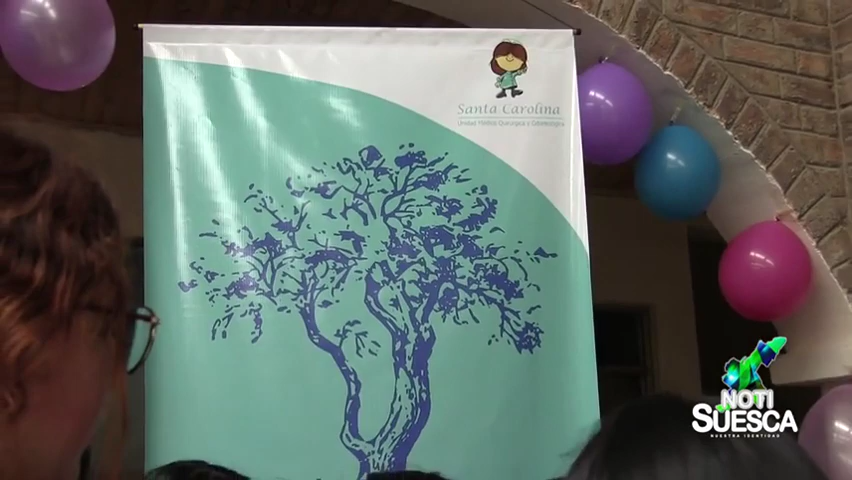 Santa Carolina
Unidad Médico Quirúrgica y Odontológica
NOTI
SUESCA
NUESTRA IDENTIDAD